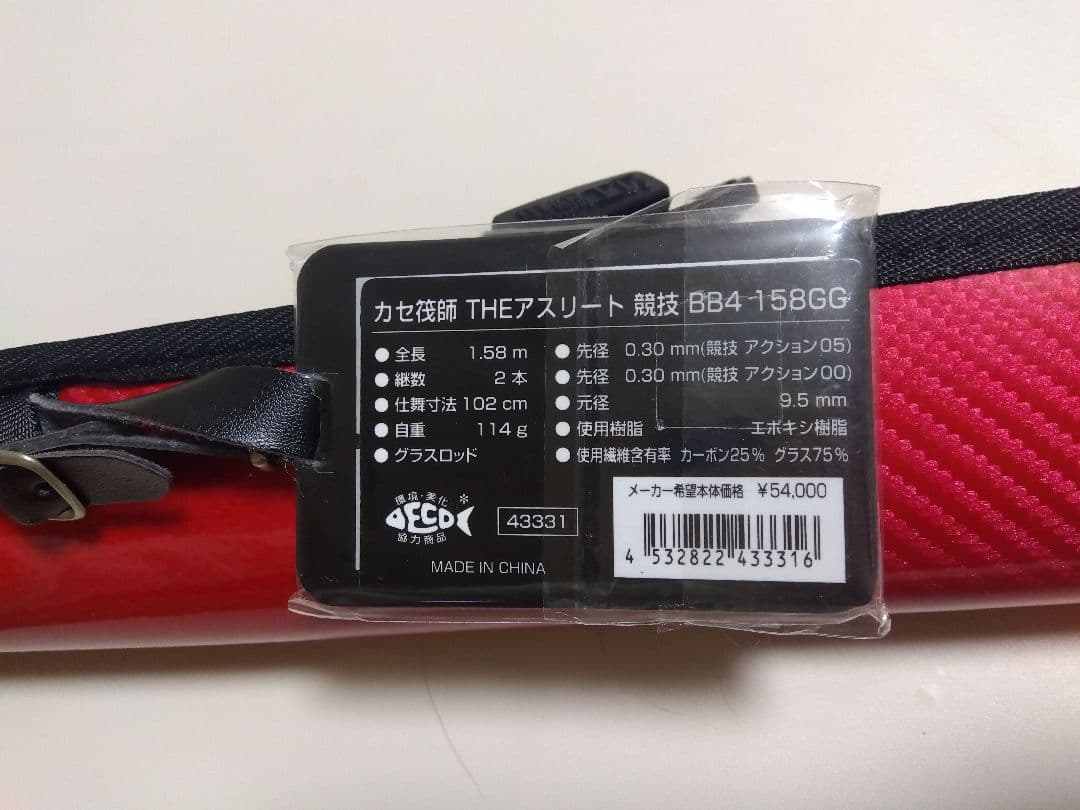 カセ筏師 THEアスリート 競技 BB4 158GG
● 全長 1.58 m
● 継数 2 本
● 仕舞寸法 102 cm
● 自重 114 g
● グラスロッド
● 先径 0.30 mm(競技 アクション05)
● 先径 0.30 mm(競技 アクション00)
● 元径 9.5 mm
● 使用樹脂 エポキシ樹脂
● 使用繊維含有率 カーボン25% グラス75%
環境・美化
ECO
協力商品
43331
MADE IN CHINA
メーカー希望本体価格 ¥54,000
4 532822 433316